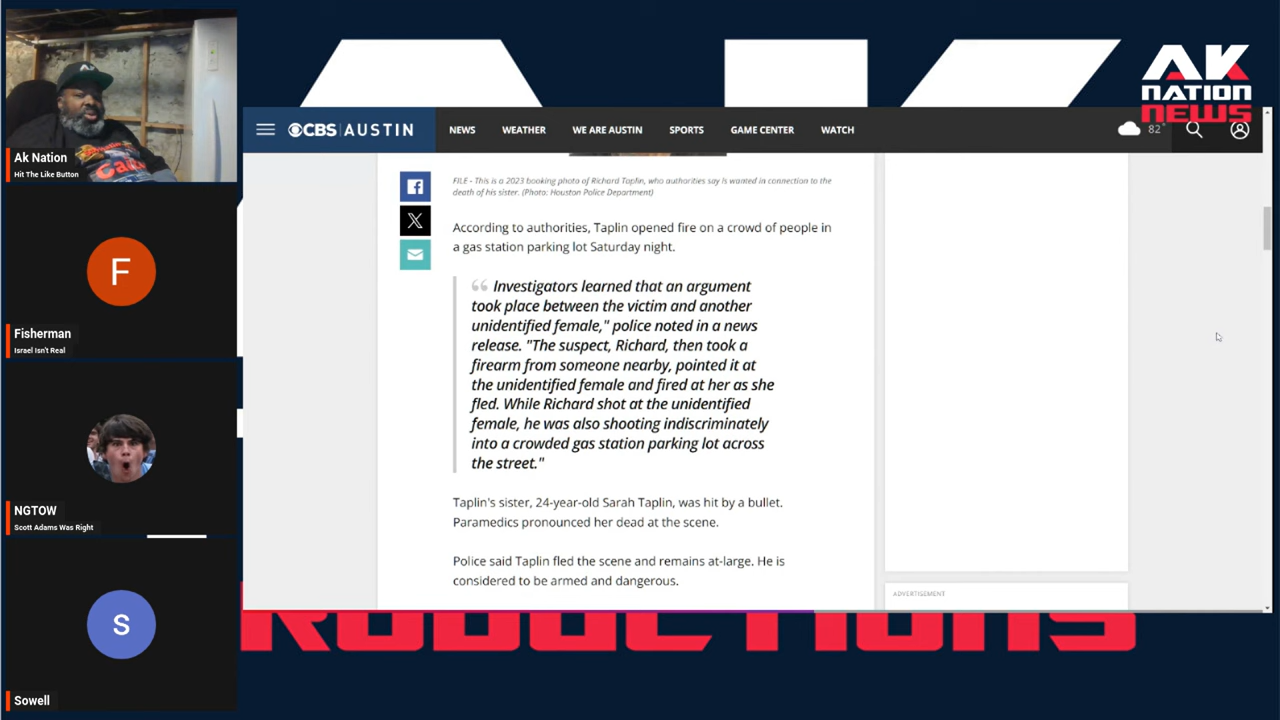 Ak Nation
Hit The Like Button
F
Fisherman
Israel Isn't Real
NGTOW
Scott Adams Was Right
S
Sowell
AK
NATION
NEWS
CBS AUSTIN
NEWS
WEATHER
WE ARE AUSTIN
SPORTS
GAME CENTER
WATCH
82°
FILE - This is a 2023 booking photo of Richard Taplin, who authorities say is wanted in connection to the
death of his sister. (Photo: Houston Police Department)
According to authorities, Taplin opened fire on a crowd of people in
a gas station parking lot Saturday night.
Investigators learned that an argument
took place between the victim and another
unidentified female," police noted in a news
release. "The suspect, Richard, then took a
firearm from someone nearby, pointed it at
the unidentified female and fired at her as she
fled. While Richard shot at the unidentified
female, he was also shooting indiscriminately
into a crowded gas station parking lot across
the street."
Taplin's sister, 24-year-old Sarah Taplin, was hit by a bullet.
Paramedics pronounced her dead at the scene.
Police said Taplin fled the scene and remains at-large. He is
considered to be armed and dangerous.
ADVERTISEMENT